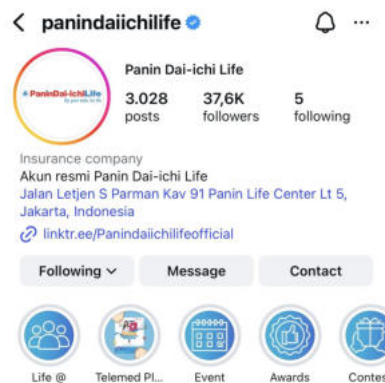 panindaiichilife
Panin Dai-ichi Life
PaninDai-ichiLife
3.028
37,6K
5
posts
followers
following
Insurance company
Akun resmi Panin Dai-ichi Life
Jalan Letjen S Parman Kav 91 Panin Life Center Lt 5,
Jakarta, Indonesia
linktr.ee/Panindaiichilifeofficial
Following
Message
Contact
Life @
Telemed Pl...
Event
Awards
Contes